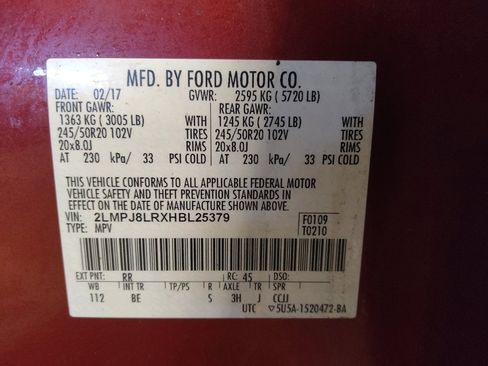 MFD. BY FORD MOTOR CO.
DATE: 02/17 GVWR: 2595 KG ( 5720 LB)
FRONT GAWR: REAR GAWR:
1363 KG ( 3005 LB) WITH 1245 KG ( 2745 LB) WITH
245/50R20 102V TIRES 245/50R20 102V TIRES
20x8.0J RIMS 20x8.0J RIMS
AT 230 kPa/ 33 PSI COLD AT 230 kPa/ 33 PSI COLD
THIS VEHICLE CONFORMS TO ALL APPLICABLE FEDERAL MOTOR
VEHICLE SAFETY AND THEFT PREVENTION STANDARDS IN
EFFECT ON THE DATE OF MANUFACTURE SHOWN ABOVE.
VIN: 2LMPJ8LRXHBL25379 F0109
TYPE: MPV T0210
EXT PNT: RR RC: 45 DSO:
WB INT TR TP/PS R AXLE TR SPR
112 BE S 3H J CCJJ
UTC ▽5U5A-1520472-BA